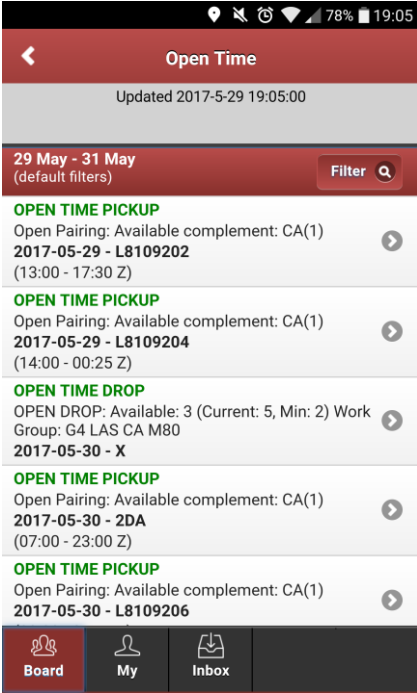 78% 19:05
Open Time
Updated 2017-5-29 19:05:00
29 May - 31 May
(default filters)
Filter
OPEN TIME PICKUP
Open Pairing: Available complement: CA(1)
2017-05-29 - L8109202
(13:00 - 17:30 Z)
OPEN TIME PICKUP
Open Pairing: Available complement: CA(1)
2017-05-29 - L8109204
(14:00 - 00:25 Z)
OPEN TIME DROP
OPEN DROP: Available: 3 (Current: 5, Min: 2) Work
Group: G4 LAS CA M80
2017-05-30 - X
OPEN TIME PICKUP
Open Pairing: Available complement: CA(1)
2017-05-30 - 2DA
(07:00 - 23:00 Z)
OPEN TIME PICKUP
Open Pairing: Available complement: CA(1)
2017-05-30 - L8109206
Board
My
Inbox